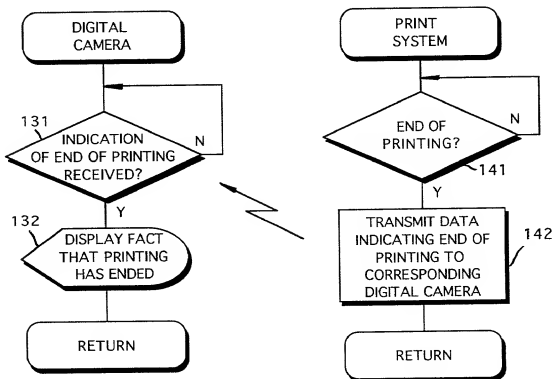 DIGITAL
CAMERA
131
INDICATION
OF END OF PRINTING
RECEIVED?
N
Y
132
DISPLAY FACT
THAT PRINTING
HAS ENDED
RETURN
PRINT
SYSTEM
END OF
PRINTING?
N
141
Y
TRANSMIT DATA
INDICATING END OF
PRINTING TO
CORRESPONDING
DIGITAL CAMERA
142
RETURN